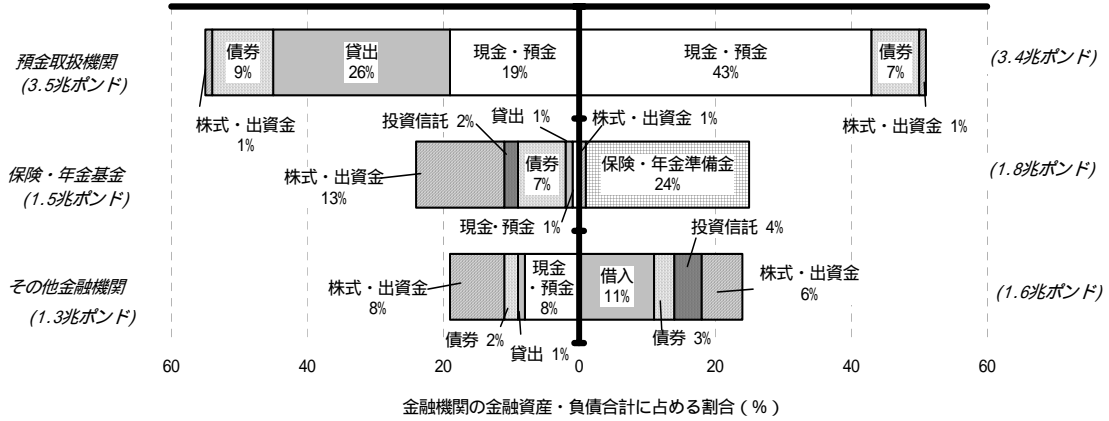 預金取扱機関
(3.5兆ポンド)
債券
9%
貸出
26%
現金・預金
19%
現金・預金
43%
債券
7%
(3.4兆ポンド)
株式・出資金
1%
株式・出資金 1%
投資信託 2%
貸出 1%
株式・出資金 1%
保険・年金基金
(1.5兆ポンド)
株式・出資金
13%
債券
7%
現金・預金 1%
保険・年金準備金
24%
(1.8兆ポンド)
投資信託 4%
その他金融機関
(1.3兆ポンド)
株式・出資金
8%
債券 2%
貸出 1%
現金
・預金
8%
借入
11%
債券 3%
株式・出資金
6%
(1.6兆ポンド)
60 40 20 0 20 40 60
金融機関の金融資産・負債合計に占める割合(%)